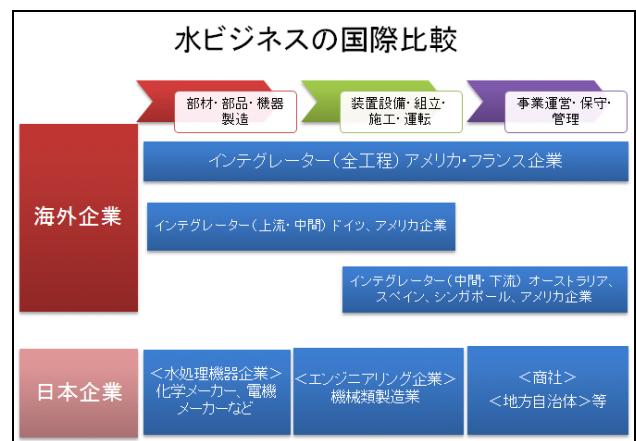 水ビジネスの国際比較
部材・部品・機器
製造
装置設備・組立・
施工・運転
事業運営・保守・
管理
海外企業
インテグレーター(全工程) アメリカ・フランス企業
インテグレーター(上流・中間) ドイツ、アメリカ企業
インテグレーター(中間・下流) オーストラリア、
スペイン、シンガポール、アメリカ企業
日本企業
<水処理機器企業>
化学メーカー、電機
メーカーなど
<エンジニアリング企業>
機械類製造業
<商社>
<地方自治体>等